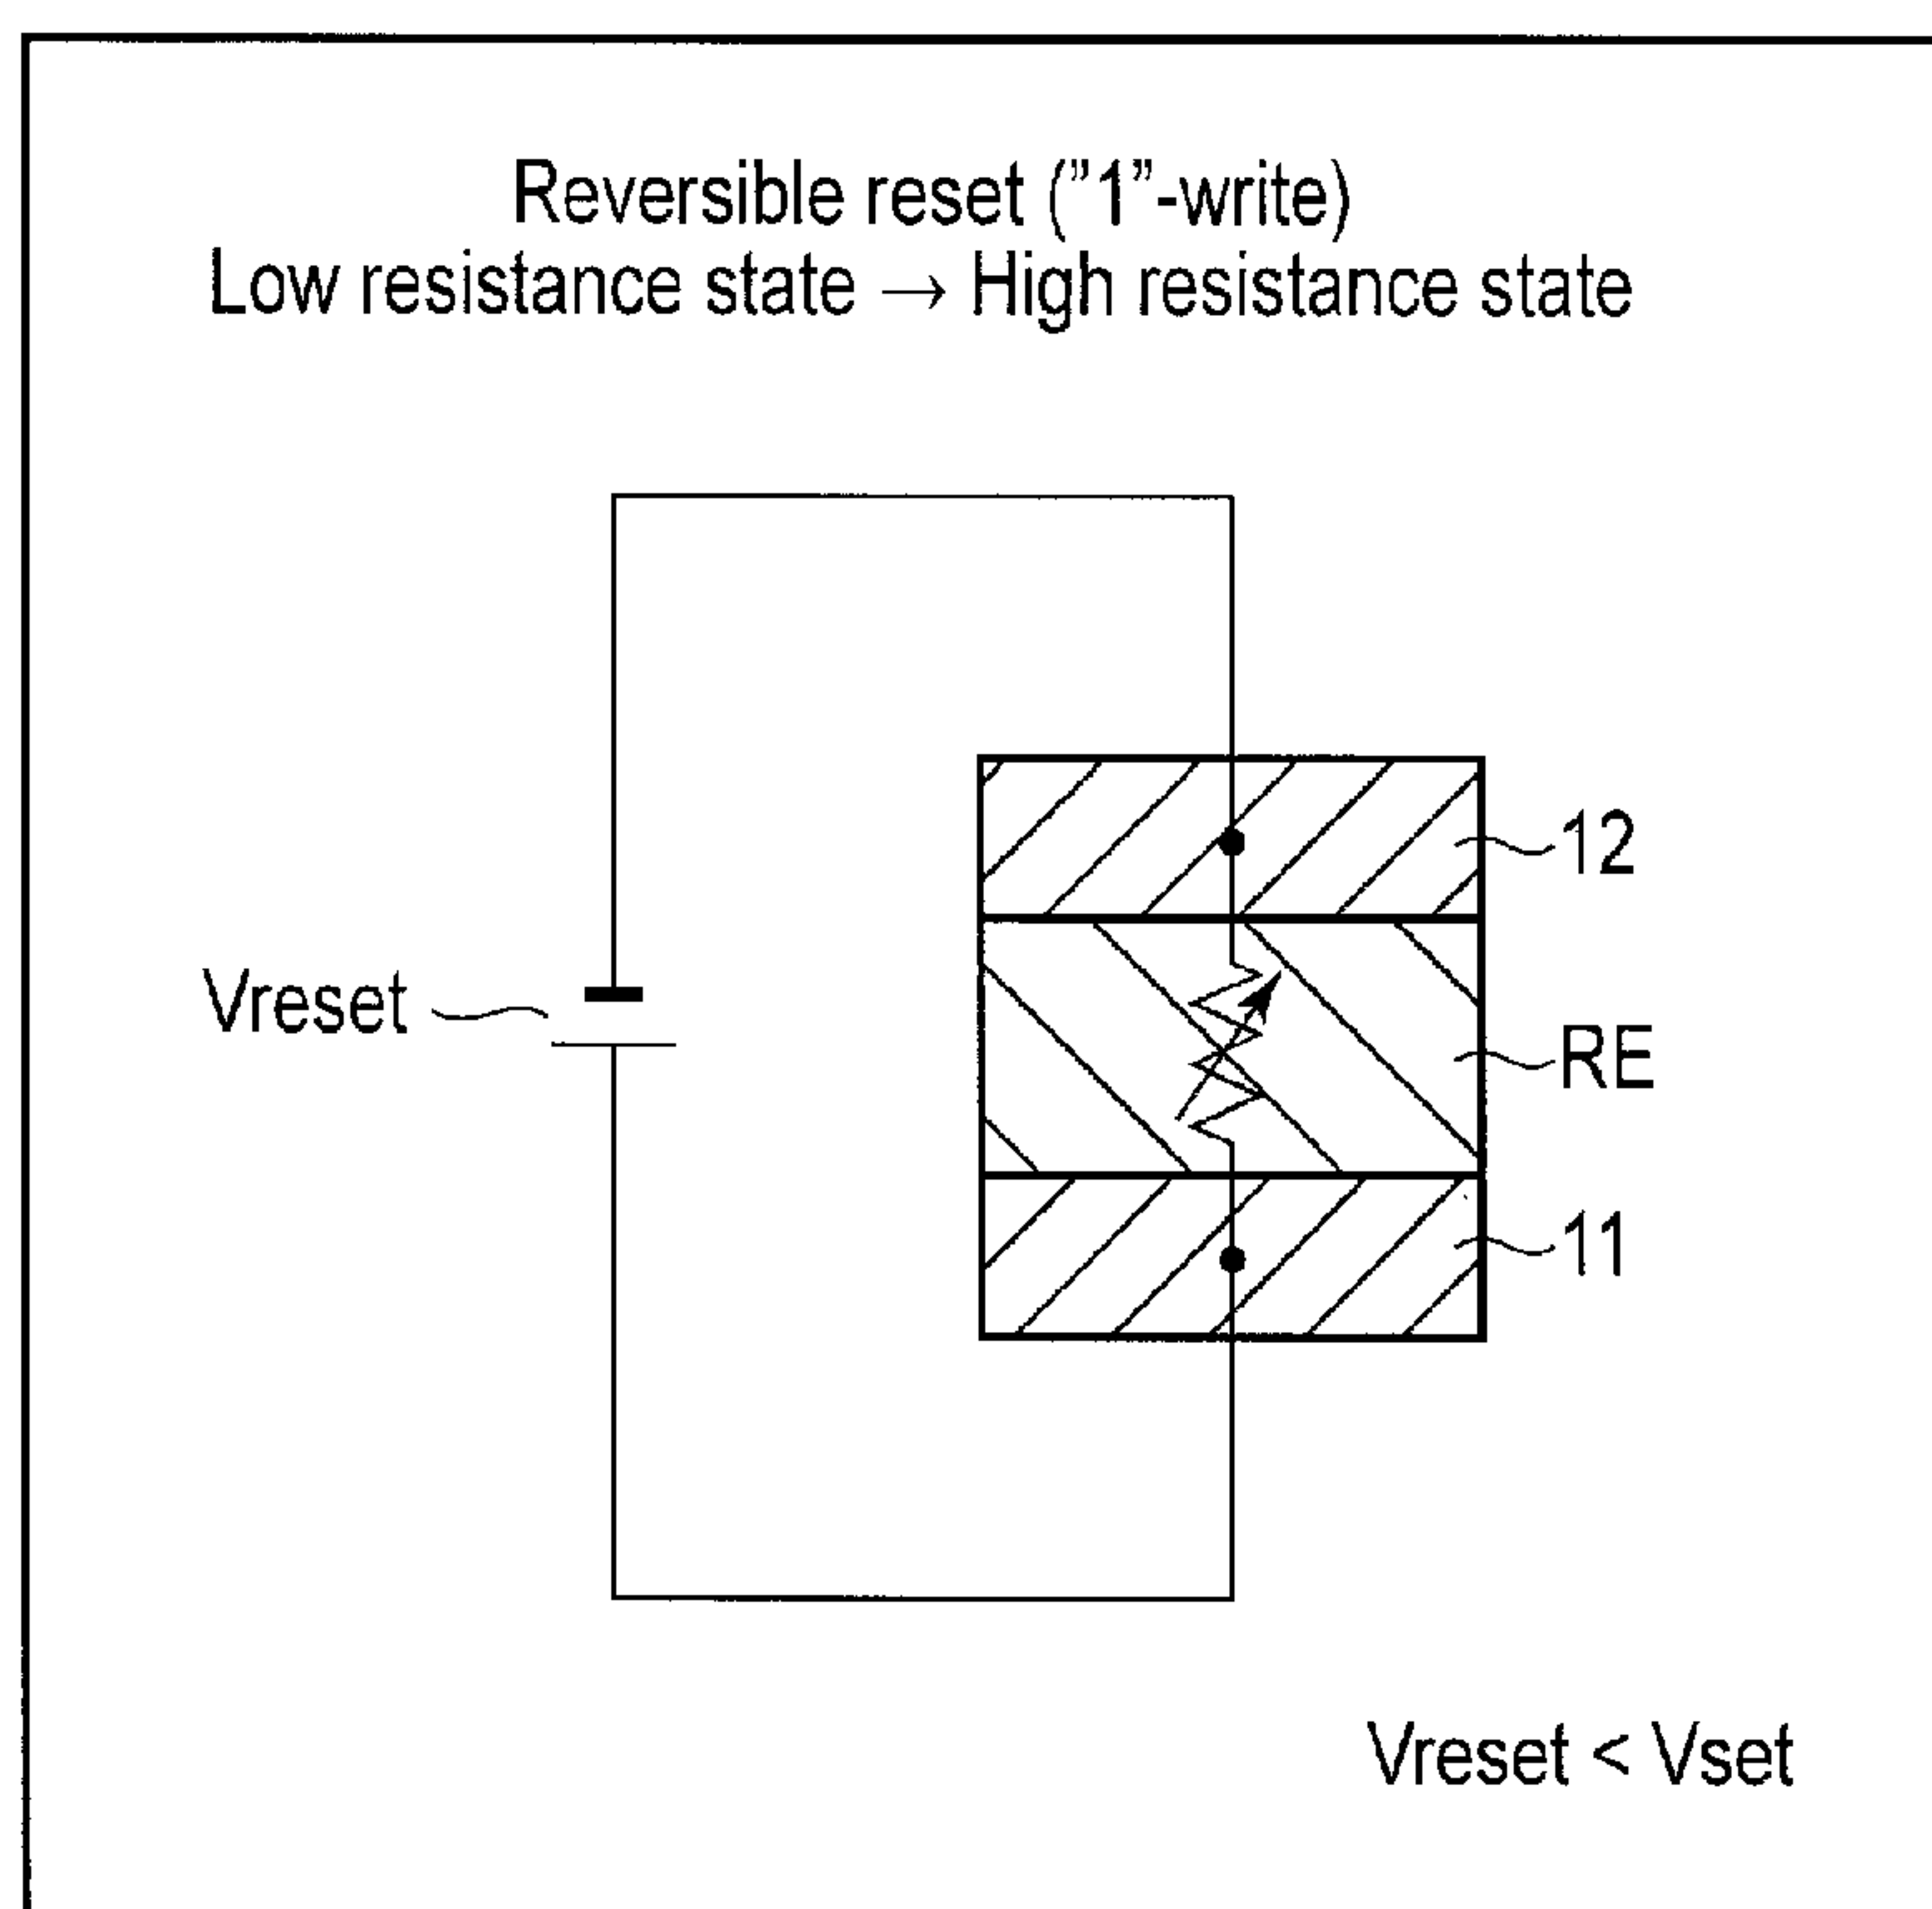 Reversible reset (”1”-write)
Low resistance state → High resistance state
12
Vreset
RE
11
Vreset < Vset